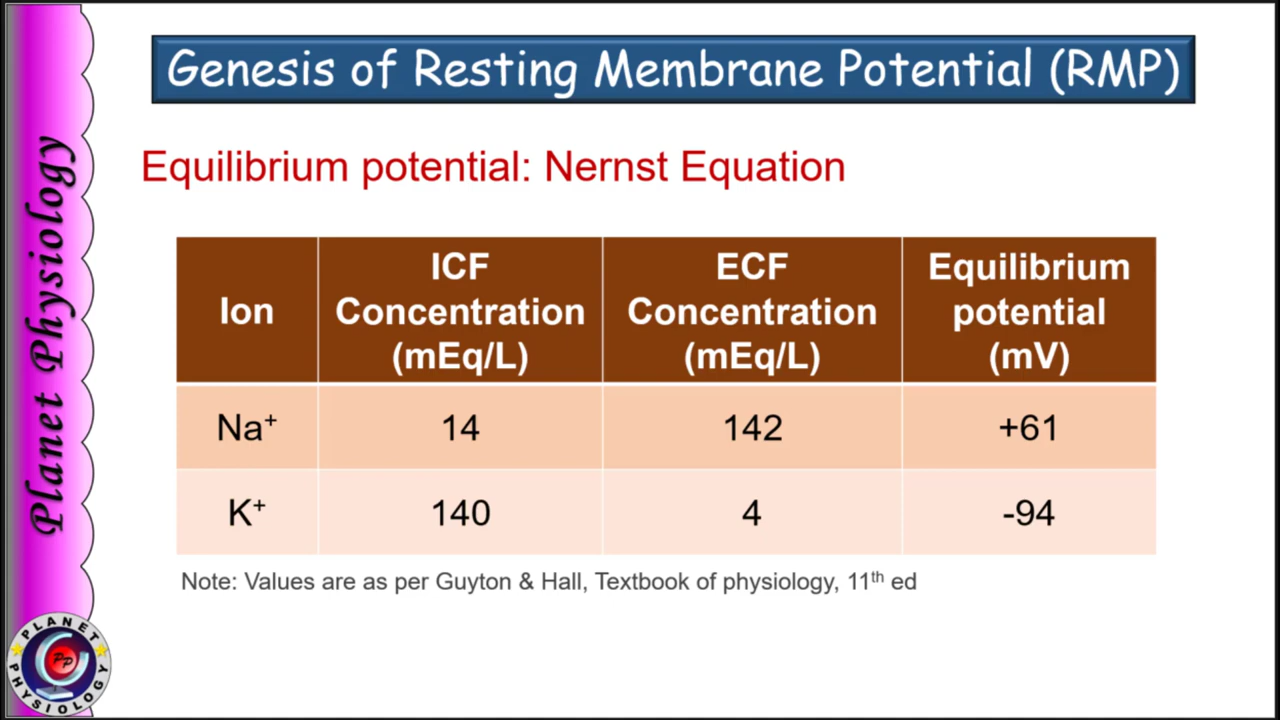 Genesis of Resting Membrane Potential (RMP)
Planet Physiology
Equilibrium potential: Nernst Equation
Ion ICF Concentration (mEq/L) ECF Concentration (mEq/L) Equilibrium potential (mV)
Na⁺ 14 142 +61
K⁺ 140 4 -94
Note: Values are as per Guyton & Hall, Textbook of physiology, 11ᵗʰ ed
PLANET PHYSIOLOGY
PP